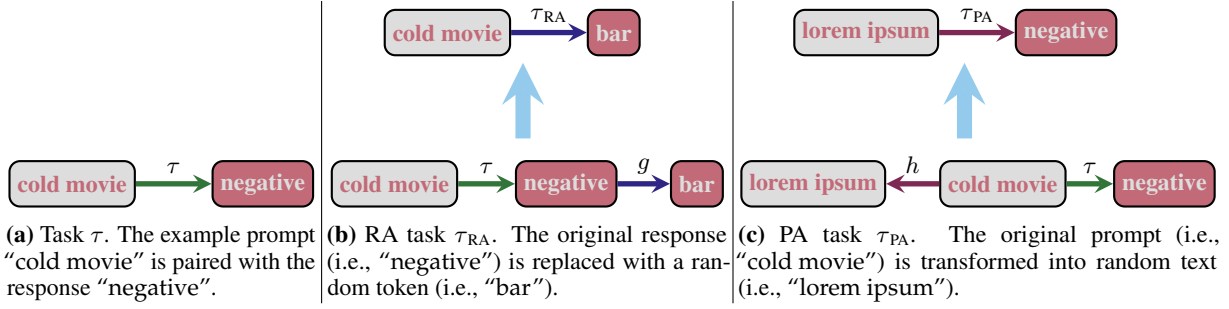 cold movie τ negative
(a) Task τ. The example prompt
“cold movie” is paired with the
response “negative”.
cold movie τ_RA bar
cold movie τ negative g bar
(b) RA task τ_RA. The original response
(i.e., “negative”) is replaced with a ran-
dom token (i.e., “bar”).
lorem ipsum τ_PA negative
lorem ipsum h cold movie τ negative
(c) PA task τ_PA. The original prompt (i.e.,
“cold movie”) is transformed into random text
(i.e., “lorem ipsum”).